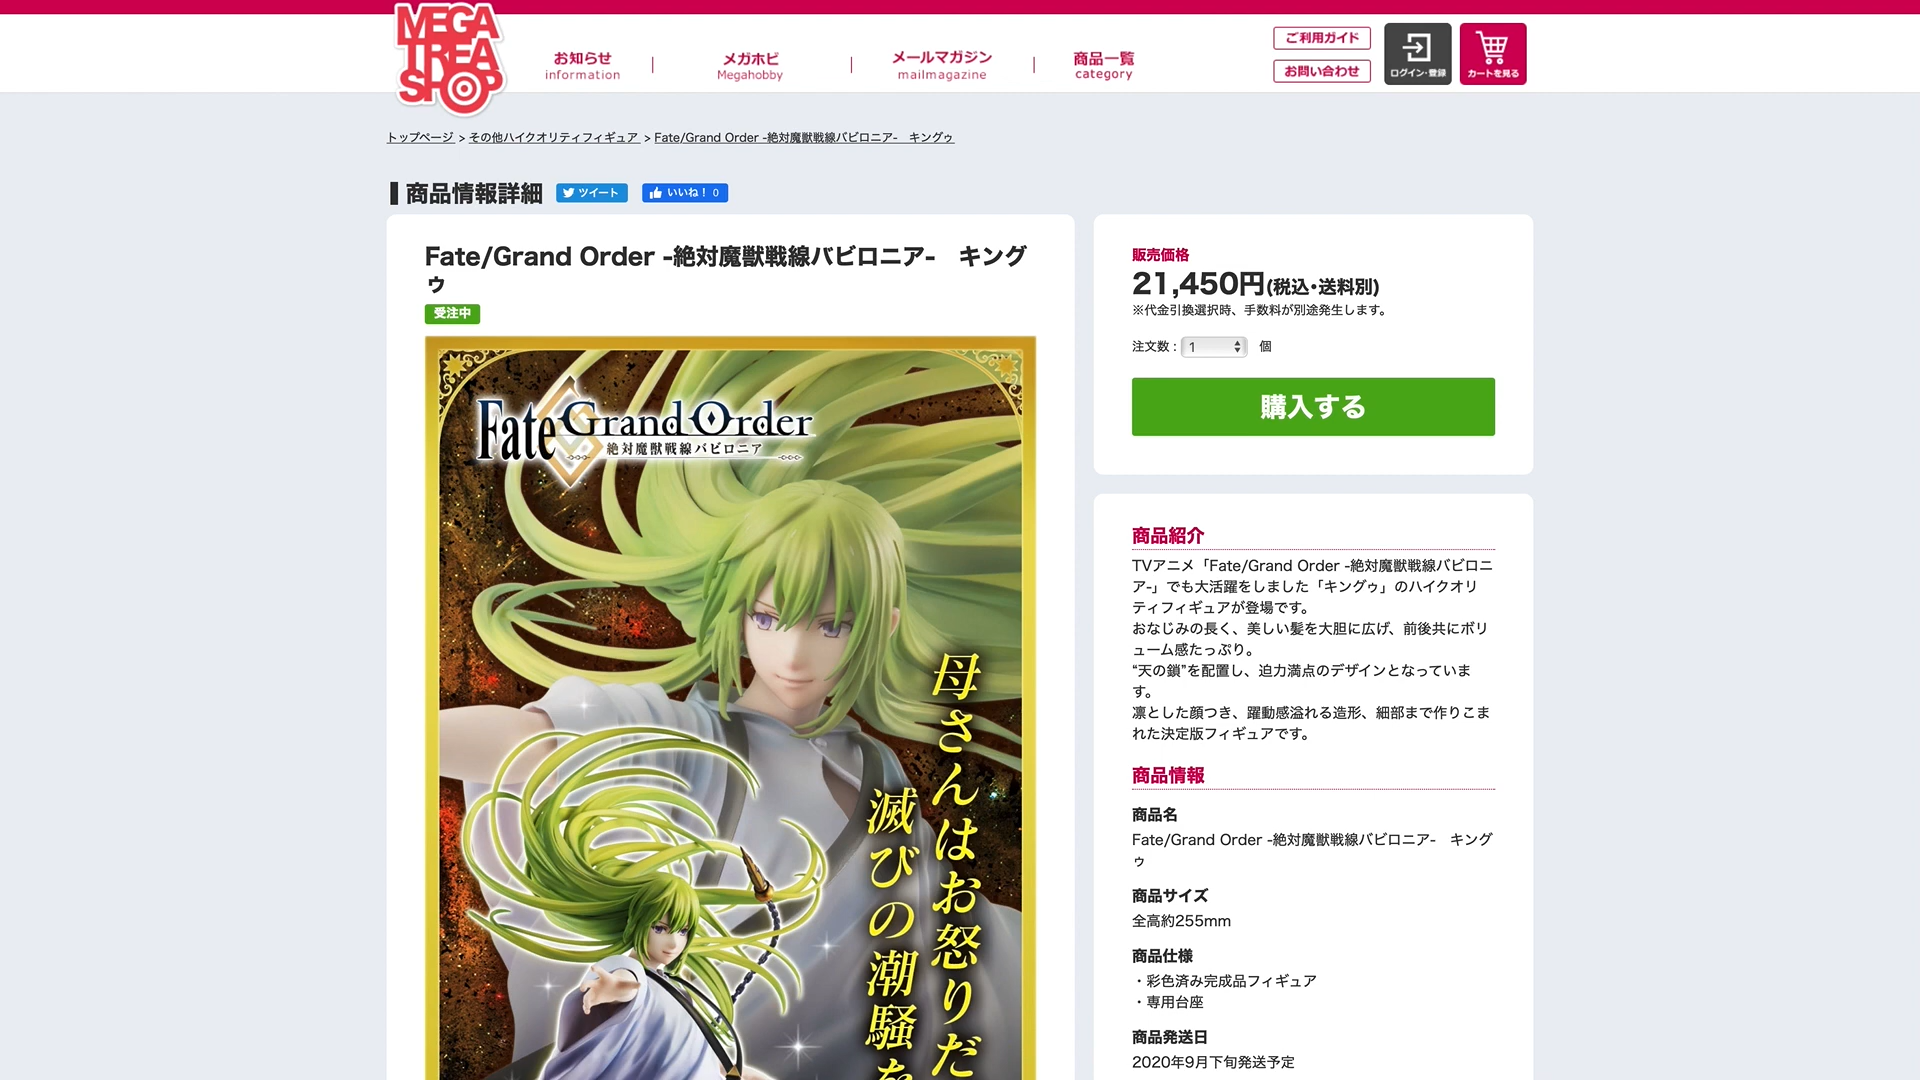 MEGA
TREA
SHOP
お知らせ
information
メガホビ
Megahobby
メールマガジン
mailmagazine
商品一覧
category
ご利用ガイド
お問い合わせ
ログイン・登録
カートを見る
トップページ > その他ハイクオリティフィギュア > Fate/Grand Order -絶対魔獣戦線バビロニア-　キングゥ
商品情報詳細
ツイート
いいね！ 0
Fate/Grand Order -絶対魔獣戦線バビロニア-　キング
ゥ
受注中
Fate Grand Order
絶対魔獣戦線バビロニア
母さんはお怒りだ
滅びの潮騒を
販売価格
21,450円(税込・送料別)
※代金引換選択時、手数料が別途発生します。
注文数 : 1 個
購入する
商品紹介
TVアニメ「Fate/Grand Order -絶対魔獣戦線バビロニ
ア-」でも大活躍をしました「キングゥ」のハイクオリ
ティフィギュアが登場です。
おなじみの長く、美しい髪を大胆に広げ、前後共にボリ
ューム感たっぷり。
“天の鎖”を配置し、迫力満点のデザインとなっていま
す。
凛とした顔つき、躍動感溢れる造形、細部まで作りこま
れた決定版フィギュアです。
商品情報
商品名
Fate/Grand Order -絶対魔獣戦線バビロニア-　キング
ゥ
商品サイズ
全高約255mm
商品仕様
・彩色済み完成品フィギュア
・専用台座
商品発送日
2020年9月下旬発送予定